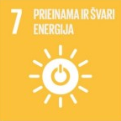 7 PRIEINAMA IR ŠVARI
ENERGIJA